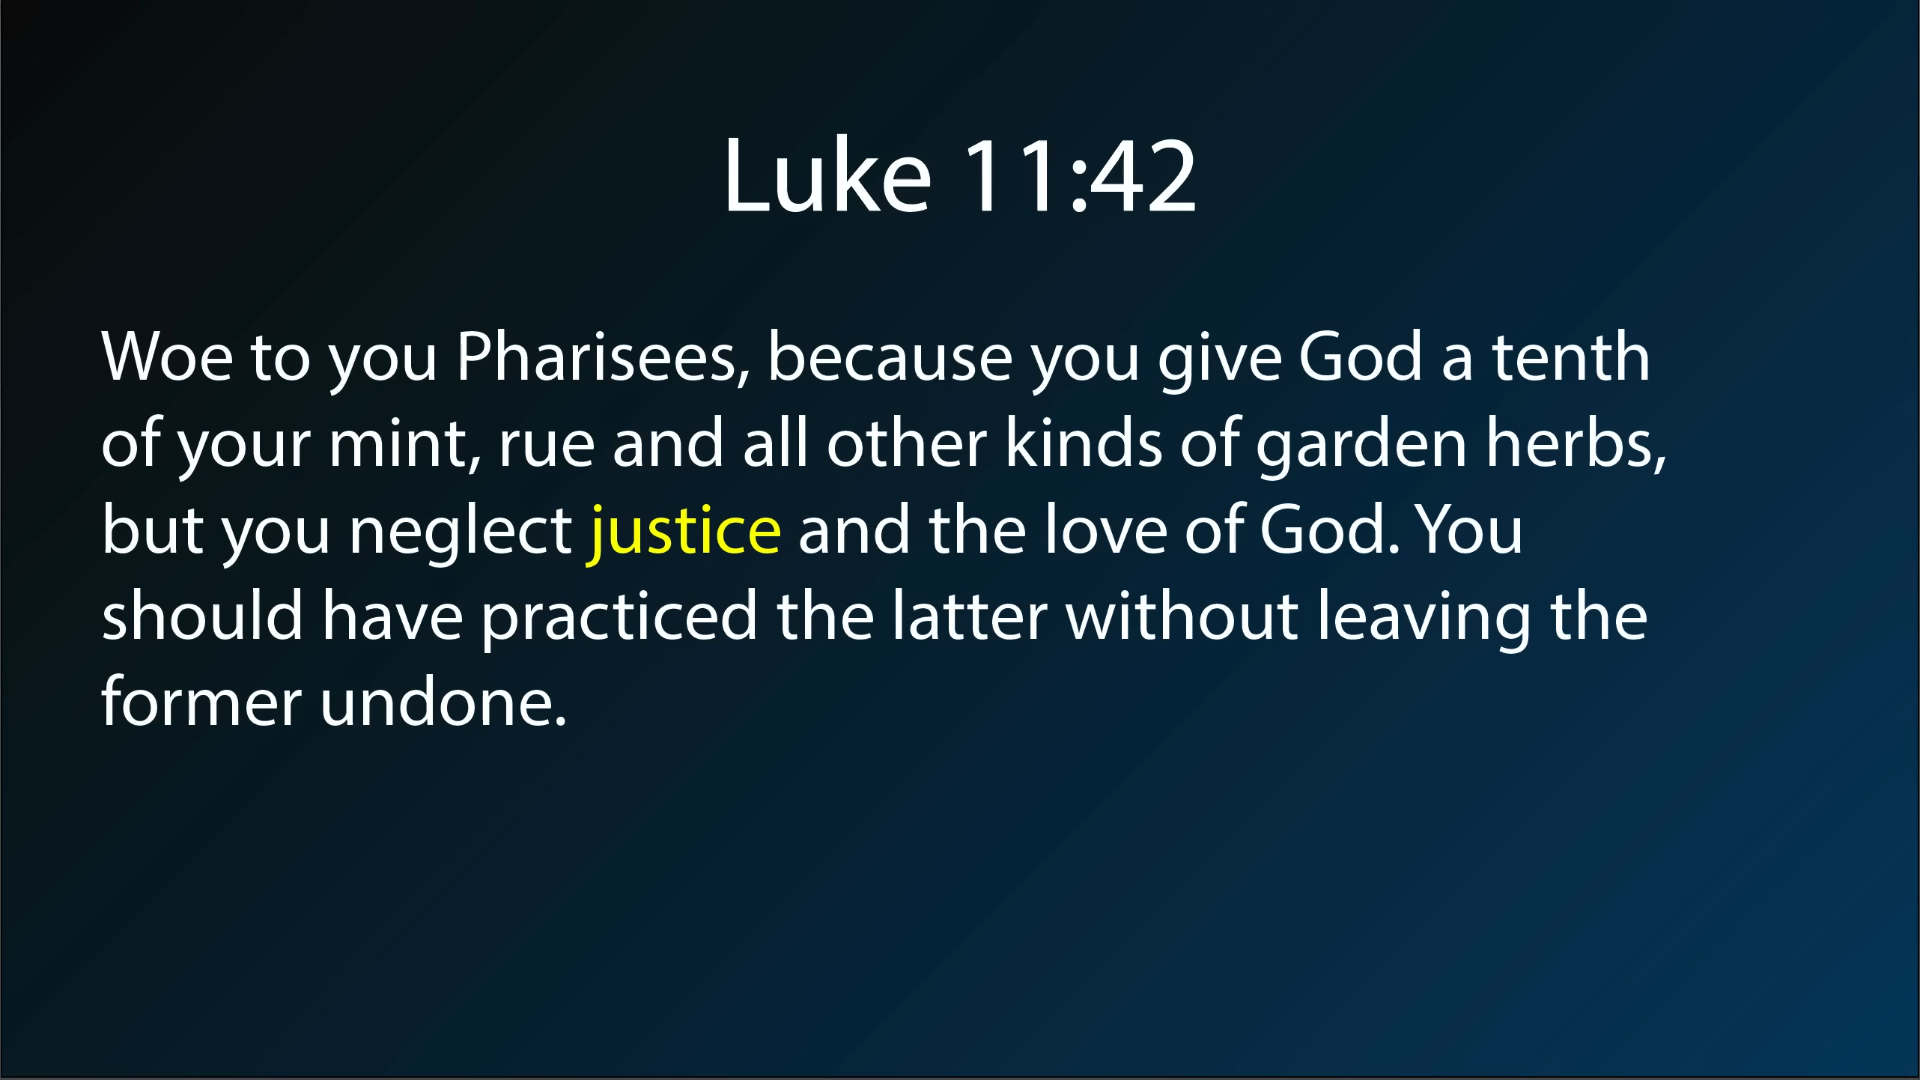 Luke 11:42
Woe to you Pharisees, because you give God a tenth
of your mint, rue and all other kinds of garden herbs,
but you neglect justice and the love of God. You
should have practiced the latter without leaving the
former undone.